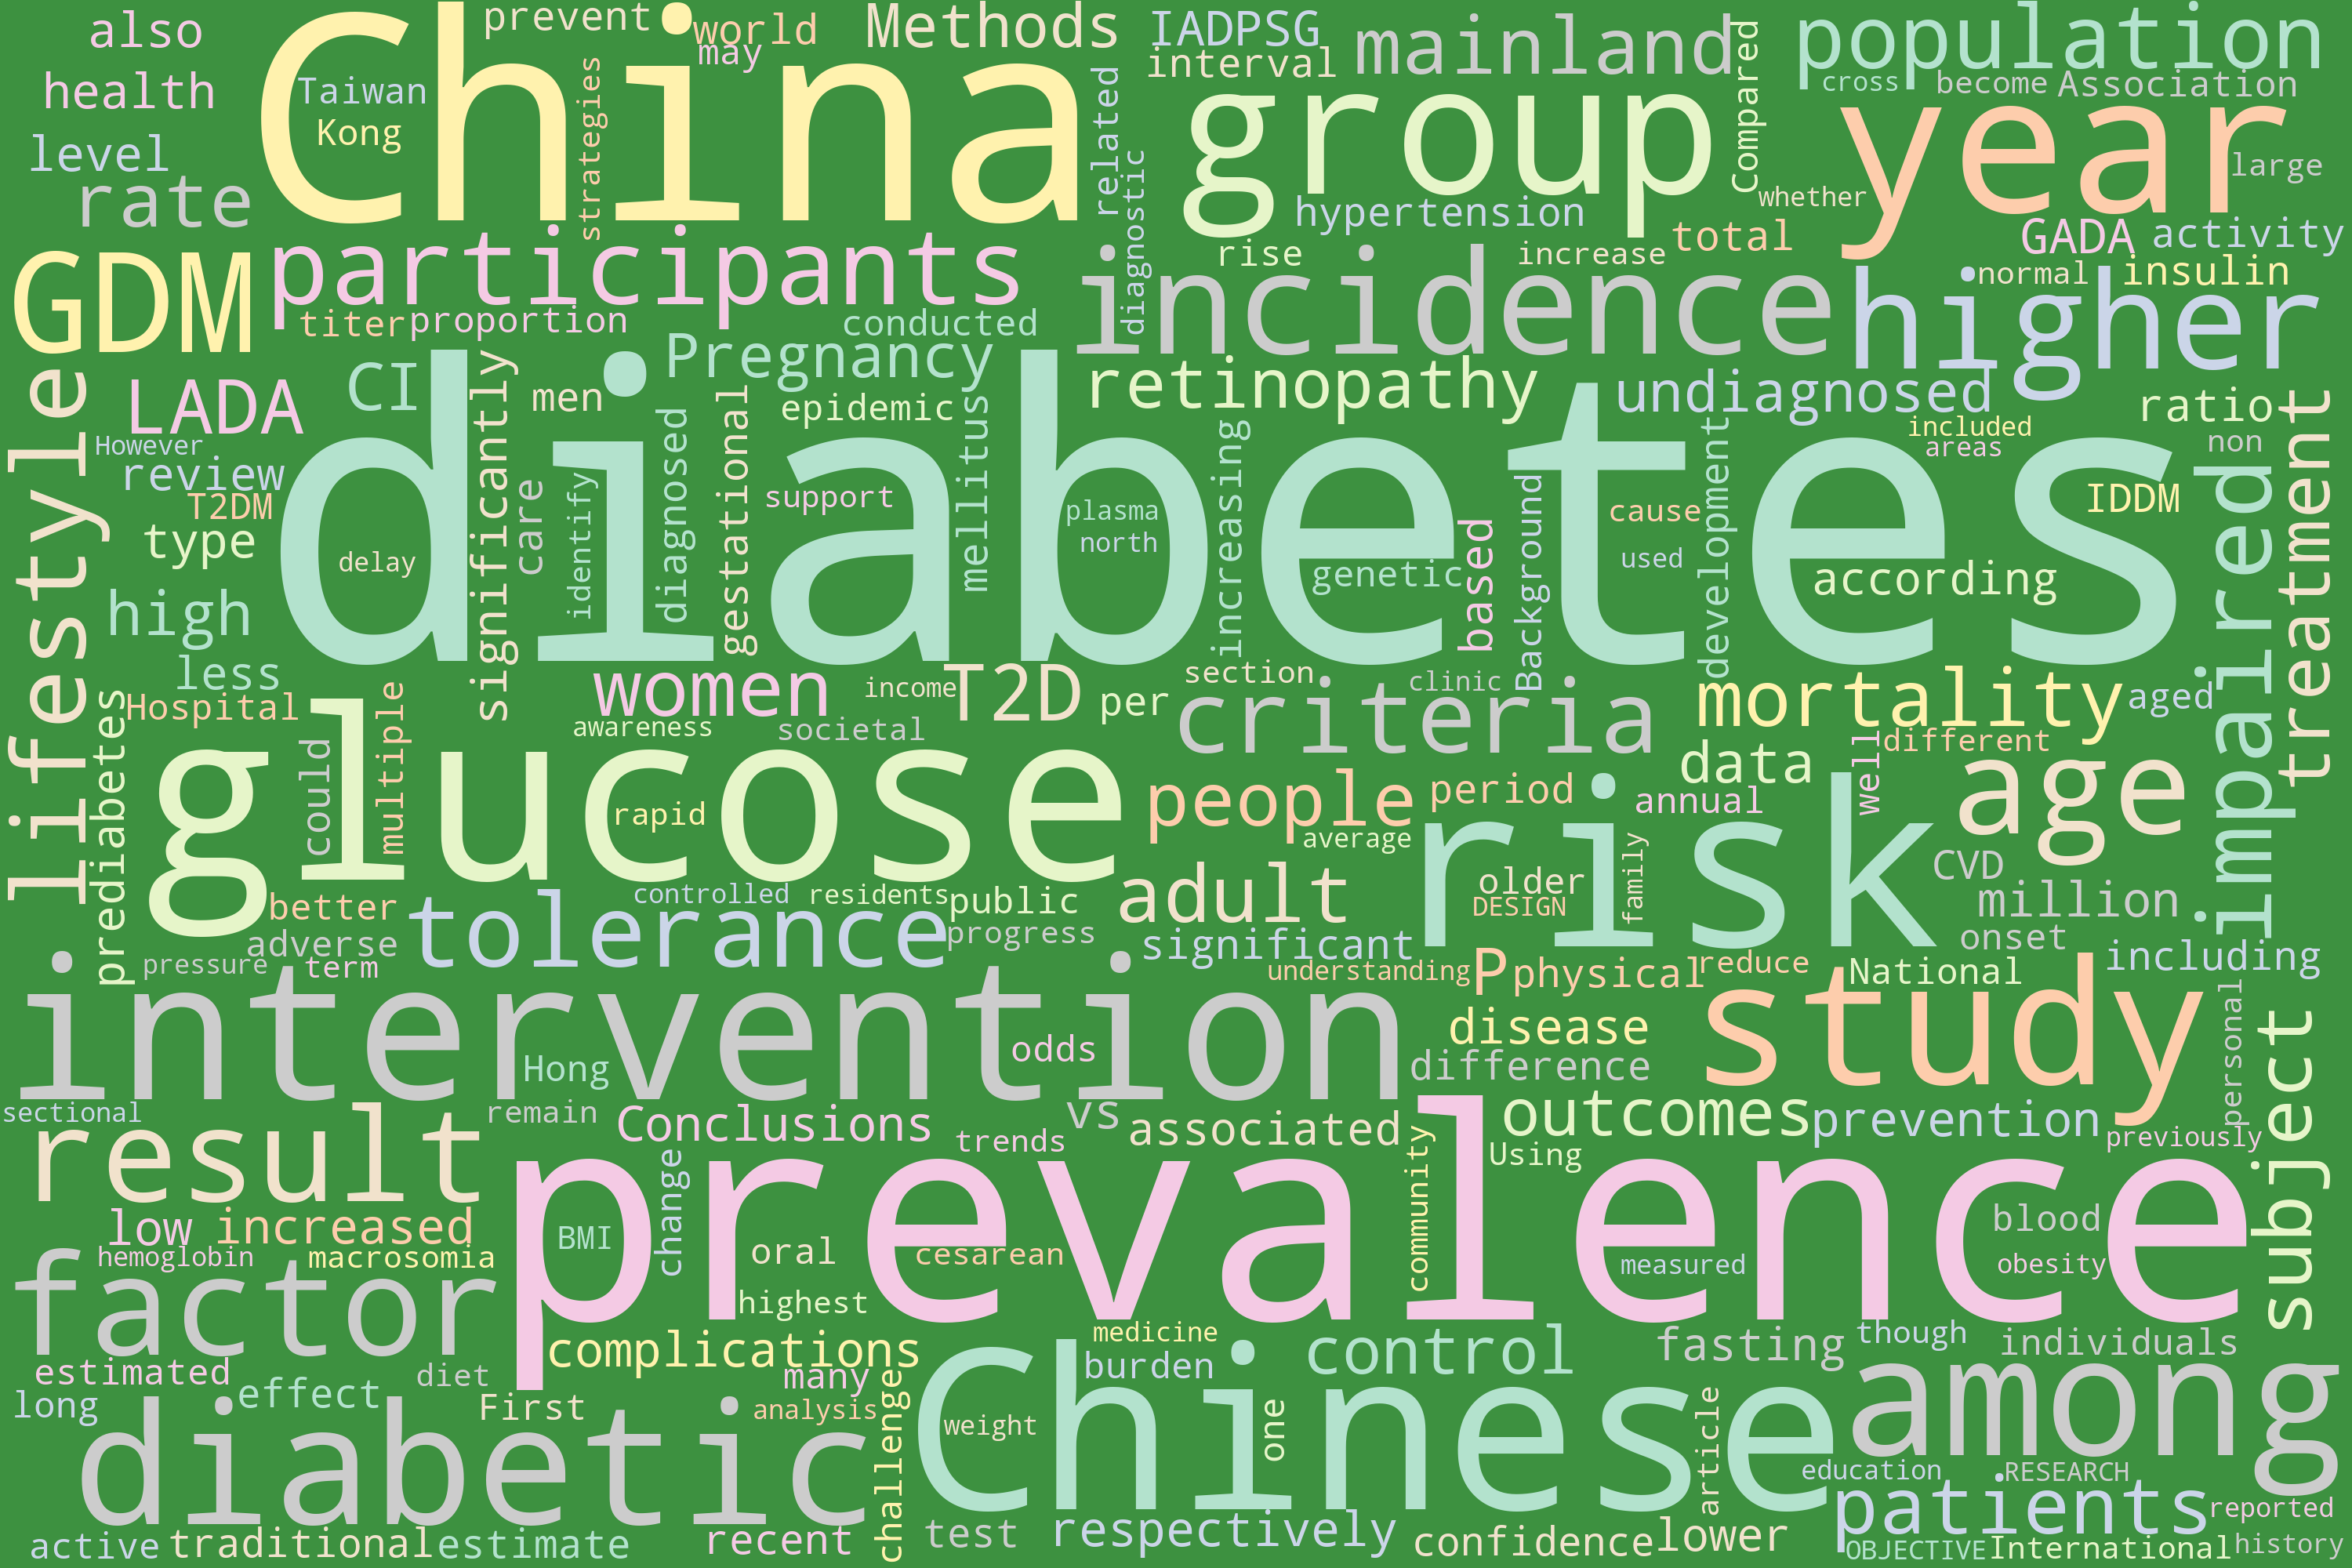 also
prevent
world
Methods
IADPSG
mainland
population
China
may
interval
Compared
cross
become
Association
health
Taiwan
strategies
related
group
year
Kong
level
diagnostic
whether
large
rate
hypertension
participants
rise
increase
total
GADA
activity
GDM
incidence
higher
normal
insulin
titer
proportion
conducted
lifestyle
CI
significantly
Pregnancy
retinopathy
undiagnosed
ratio
treatment
LADA
men
epidemic
mellitus
included
areas
non
However
diabetes
diagnosed
gestational
increasing
development
impaired
review
T2DM
care
identify
support
plasma
based
Background
cause
IDDM
type
north
used
delay
genetic
according
high
less
women
T2D
income
per
section
clinic
mortality
aged
Hospital
prediabetes
could
multiple
awareness
societal
criteria
data
well
different
glucose
rapid
people
period
annual
age
average
risk
family
controlled
residents
public
adult
older
DESIGN
CVD
million
better
tolerance
adverse
progress
significant
onset
pressure
term
understanding
P
physical
reduce
National
including
intervention
study
personal
subject
disease
odds
difference
Hong
sectional
remain
Conclusions
vs
associated
outcomes
prevention
result
trends
community
Using
previously
low
increased
change
prevalence
blood
BMI
hemoglobin
macrosomia
oral
cesarean
measured
obesity
factor
highest
complications
medicine
control
fasting
though
individuals
estimated
diet
many
burden
among
long
effect
First
analysis
challenge
weight
Chinese
one
article
diabetic
education
RESEARCH
patients
reported
active
traditional
estimate
recent
test
respectively
confidence
lower
OBJECTIVE
International
history